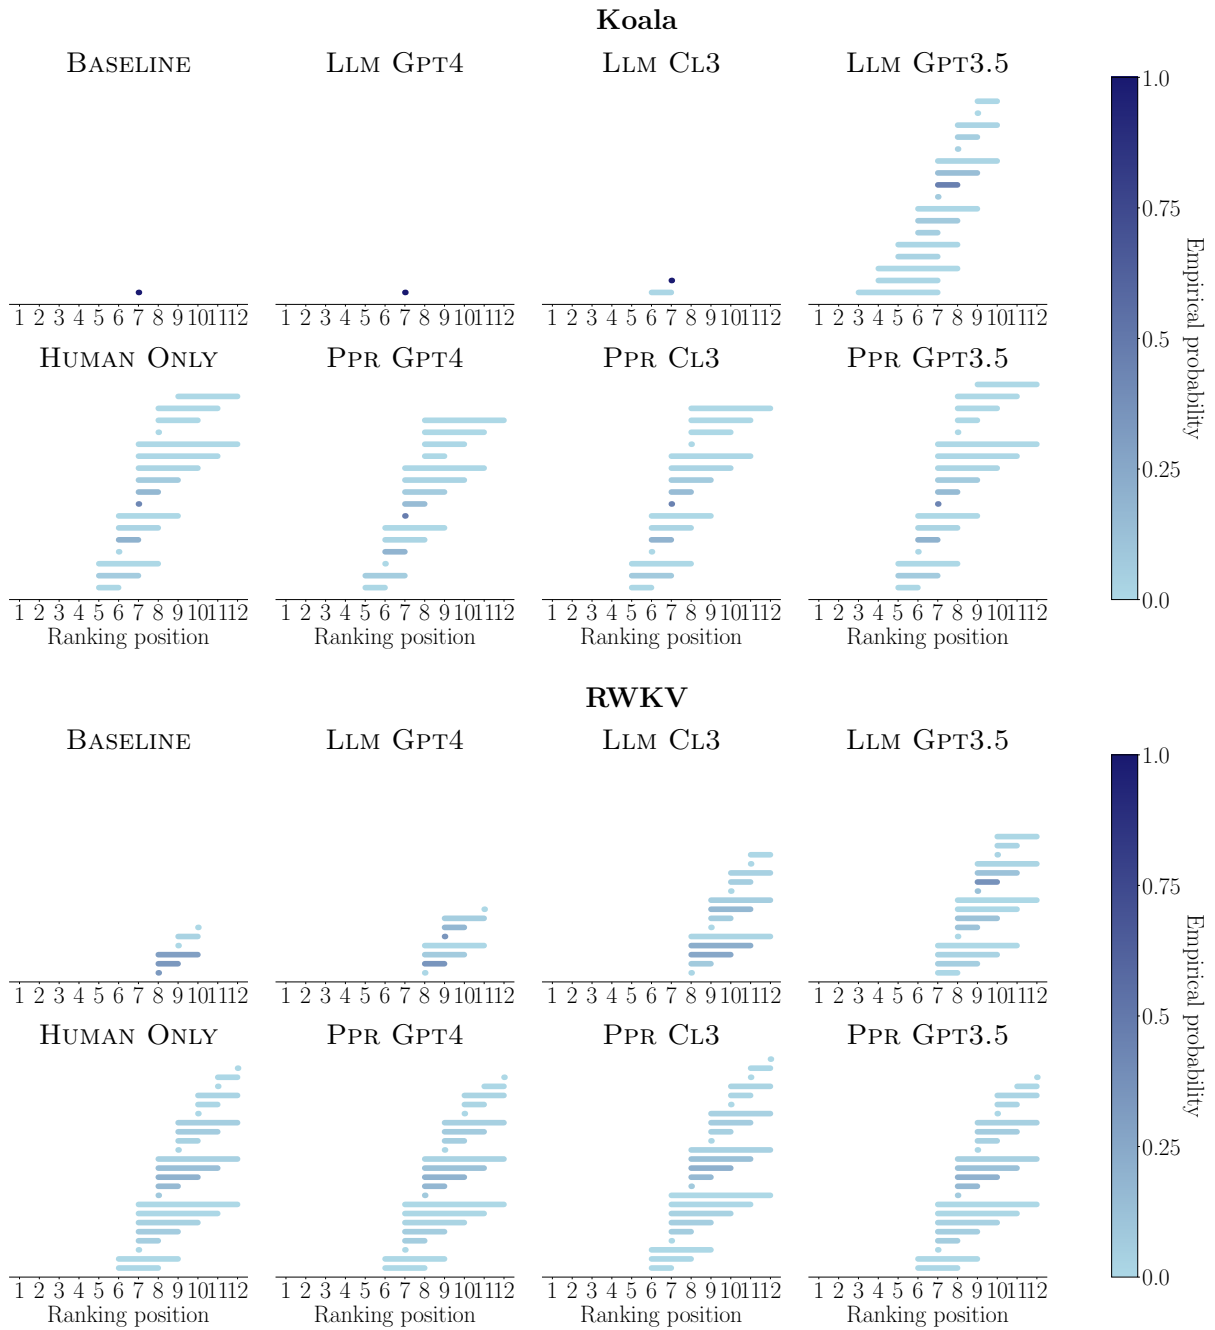 Koala
BASELINE LLM GPT4 LLM CL3 LLM GPT3.5
1.0
0.75
0.5
0.25
0.0
Empirical probability
1 2 3 4 5 6 7 8 9 10 11 12 1 2 3 4 5 6 7 8 9 10 11 12 1 2 3 4 5 6 7 8 9 10 11 12 1 2 3 4 5 6 7 8 9 10 11 12
HUMAN ONLY PPR GPT4 PPR CL3 PPR GPT3.5
1 2 3 4 5 6 7 8 9 10 11 12 1 2 3 4 5 6 7 8 9 10 11 12 1 2 3 4 5 6 7 8 9 10 11 12 1 2 3 4 5 6 7 8 9 10 11 12
Ranking position Ranking position Ranking position Ranking position
RWKV
BASELINE LLM GPT4 LLM CL3 LLM GPT3.5
1.0
0.75
0.5
0.25
0.0
Empirical probability
1 2 3 4 5 6 7 8 9 10 11 12 1 2 3 4 5 6 7 8 9 10 11 12 1 2 3 4 5 6 7 8 9 10 11 12 1 2 3 4 5 6 7 8 9 10 11 12
HUMAN ONLY PPR GPT4 PPR CL3 PPR GPT3.5
1 2 3 4 5 6 7 8 9 10 11 12 1 2 3 4 5 6 7 8 9 10 11 12 1 2 3 4 5 6 7 8 9 10 11 12 1 2 3 4 5 6 7 8 9 10 11 12
Ranking position Ranking position Ranking position Ranking position